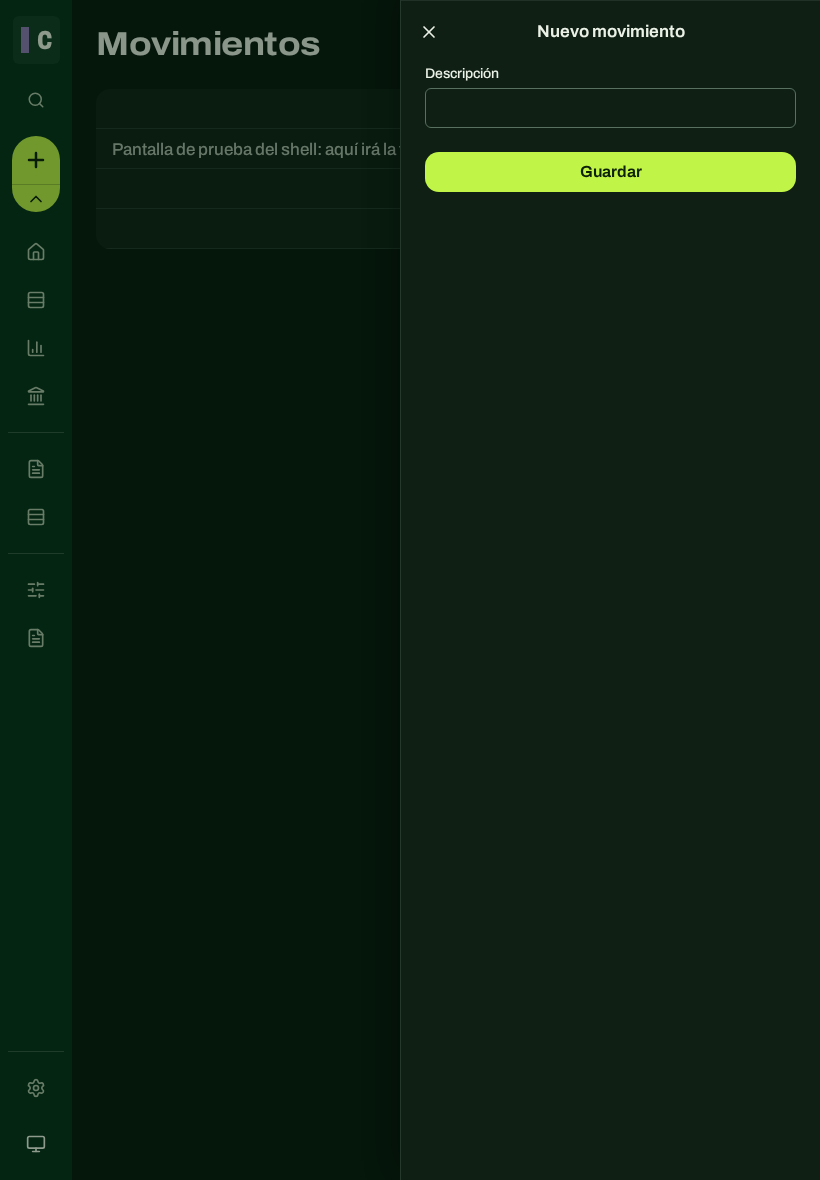 C
Movimientos
Pantalla de prueba del shell: aquí irá la
Nuevo movimiento
Descripción
Guardar